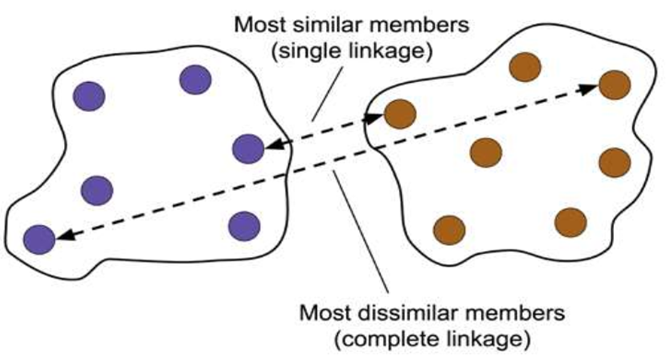 Most similar members
(single linkage)
Most dissimilar members
(complete linkage)